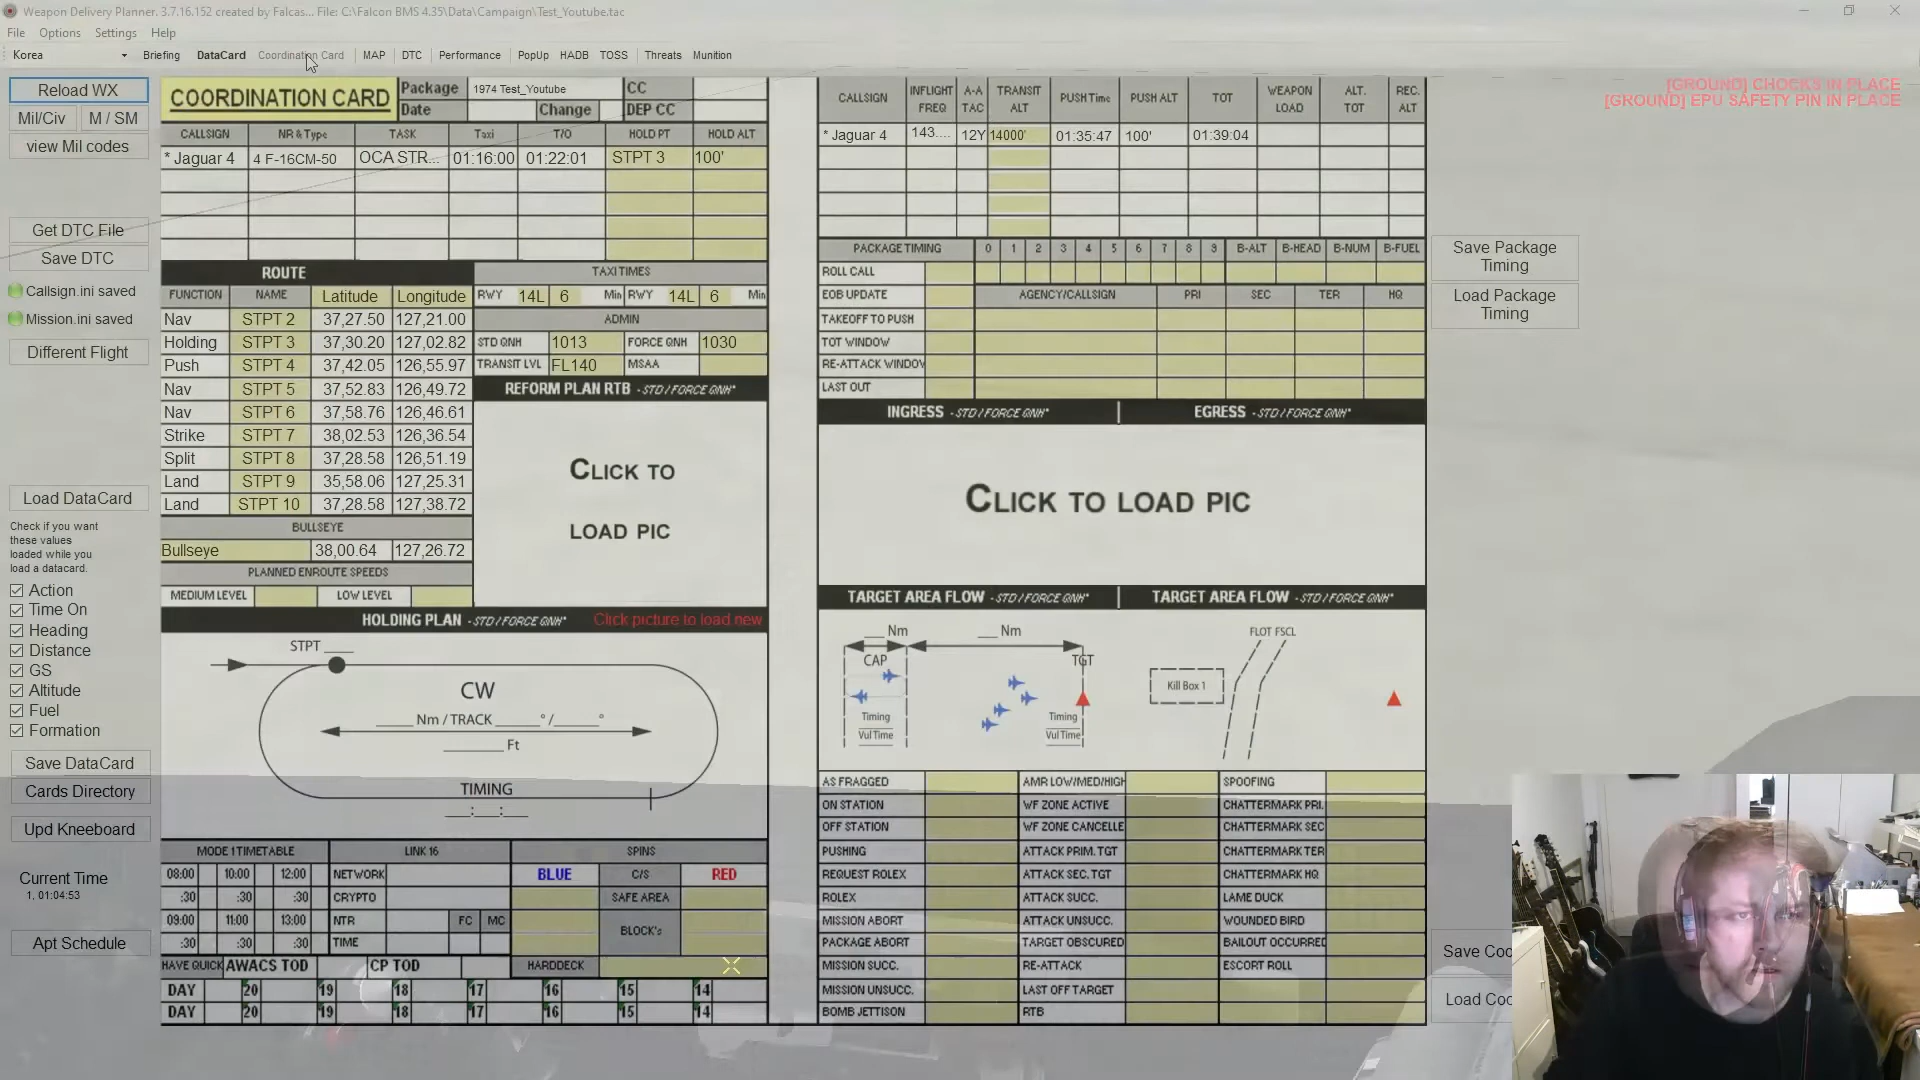 Weapon Delivery Planner. 3.7.16.152 created by Falcas... File: C:\Falcon BMS 4.35\Data\Campaign\Test_Youtube.tac
File Options Settings Help
Korea Briefing DataCard Coordination Card MAP DTC Performance PopUp HADB TOSS Threats Munition
[GROUND] CHOCKS IN PLACE
[GROUND] EPU SAFETY PIN IN PLACE
Reload WX
Mil/Civ M / SM
view Mil codes
Get DTC File
Save DTC
Callsign.ini saved
Mission.ini saved
Different Flight
Load DataCard
Check if you want
these values
loaded while you
load a datacard.
Action
Time On
Heading
Distance
GS
Altitude
Fuel
Formation
Save DataCard
Cards Directory
Upd Kneeboard
Current Time
1, 01:04:53
Apt Schedule
COORDINATION CARD Package 1974 Test_Youtube CC
Date Change DEP CC
CALLSIGN NR & Type TASK Taxi T/O HOLD PT HOLD ALT
* Jaguar 4 4 F-16CM-50 OCA STR... 01:16:00 01:22:01 STPT 3 100'
ROUTE TAXI TIMES
FUNCTION NAME Latitude Longitude RWY 14L 6 Min RWY 14L 6 Min
Nav STPT 2 37,27.50 127,21.00 ADMIN
Holding STPT 3 37,30.20 127,02.82 STD QNH 1013 FORCE QNH 1030
Push STPT 4 37,42.05 126,55.97 TRANSIT LVL FL140 MSAA
Nav STPT 5 37,52.83 126,49.72 REFORM PLAN RTB - STD / FORCE QNH*
Nav STPT 6 37,58.76 126,46.61
Strike STPT 7 38,02.53 126,36.54
Split STPT 8 37,28.58 126,51.19
Land STPT 9 35,58.06 127,25.31
Land STPT 10 37,28.58 127,38.72
CLICK TO
LOAD PIC
BULLSEYE
Bullseye 38,00.64 127,26.72
PLANNED ENROUTE SPEEDS
MEDIUM LEVEL LOW LEVEL
HOLDING PLAN - STD / FORCE QNH* Click picture to load new
STPT ____
CW
_____ Nm / TRACK ______° /______°
________ Ft
TIMING
___:___:___
MODE 1 TIMETABLE LINK 16 SPINS
08:00 10:00 12:00 NETWORK BLUE C/S RED
:30 :30 :30 CRYPTO SAFE AREA
09:00 11:00 13:00 NTR FC MC BLOCK's
:30 :30 :30 TIME
HAVE QUICK AWACS TOD CP TOD HARDDECK
DAY 20 19 18 17 16 15 14
DAY 20 19 18 17 16 15 14
CALLSIGN INFLIGHT FREQ A-A TAC TRANSIT ALT PUSH Time PUSH ALT TOT WEAPON LOAD ALT. TOT REC. ALT
* Jaguar 4 143.... 12Y 14000' 01:35:47 100' 01:39:04
PACKAGE TIMING 0 1 2 3 4 5 6 7 8 9 B-ALT B-HEAD B-NUM B-FUEL
ROLL CALL
EOB UPDATE AGENCY/CALLSIGN PRI SEC TER HQ
TAKEOFF TO PUSH
TOT WINDOW
RE-ATTACK WINDOW
LAST OUT
Save Package
Timing
Load Package
Timing
INGRESS - STD / FORCE QNH* EGRESS - STD / FORCE QNH*
CLICK TO LOAD PIC
TARGET AREA FLOW - STD / FORCE QNH* TARGET AREA FLOW - STD / FORCE QNH*
___ Nm ___ Nm FLOT FSCL
CAP TGT
Kill Box 1
Timing Timing
Vul Time Vul Time
AS FRAGGED AMR LOW/MED/HIGH SPOOFING
ON STATION WF ZONE ACTIVE CHATTERMARK PRI.
OFF STATION WF ZONE CANCELLE CHATTERMARK SEC
PUSHING ATTACK PRIM. TGT CHATTERMARK TER
REQUEST ROLEX ATTACK SEC. TGT CHATTERMARK HQ
ROLEX ATTACK SUCC. LAME DUCK
MISSION ABORT ATTACK UNSUCC. WOUNDED BIRD
PACKAGE ABORT TARGET OBSCURED BAILOUT OCCURRED
MISSION SUCC. RE-ATTACK ESCORT ROLL
MISSION UNSUCC. LAST OFF TARGET
BOMB JETTISON RTB
Save Coo
Load Coo